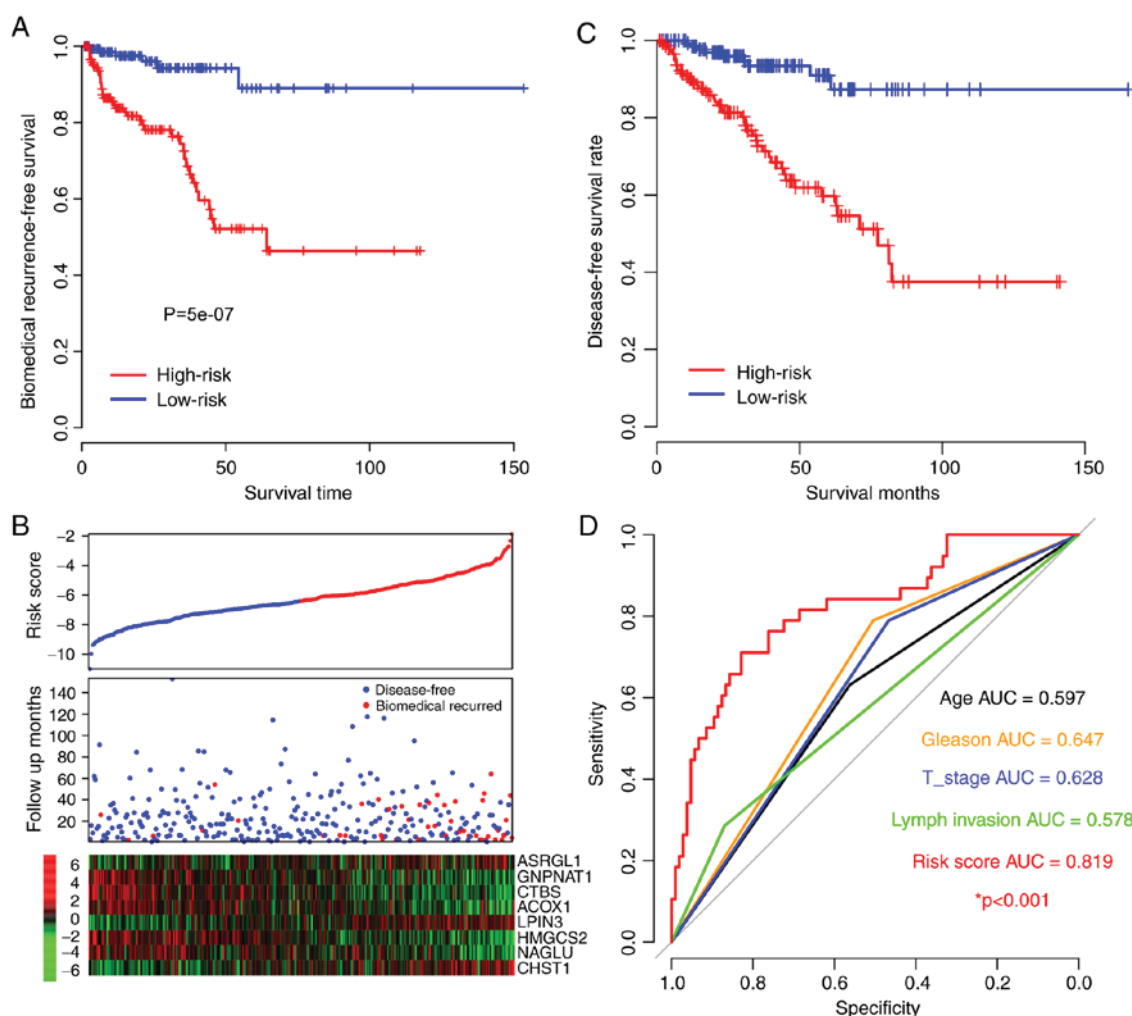 A
Biomedical recurrence-free survival
1.0
0.8
0.6
0.4
0.2
0.0
P=5e-07
High-risk
Low-risk
0 50 100 150
Survival time
C
Disease-free survival rate
1.0
0.8
0.6
0.4
0.2
0.0
High-risk
Low-risk
0 50 100 150
Survival months
B
Risk score
−2
−4
−6
−8
−10
Follow up months
140
120
100
80
60
40
20
Disease-free
Biomedical recurred
6
4
2
0
−2
−4
−6
ASRGL1
GNPNAT1
CTBS
ACOX1
LPIN3
HMGCS2
NAGLU
CHST1
D
Sensitivity
1.0
0.8
0.6
0.4
0.2
0.0
Age AUC = 0.597
Gleason AUC = 0.647
T_stage AUC = 0.628
Lymph invasion AUC = 0.578
Risk score AUC = 0.819
*p<0.001
1.0 0.8 0.6 0.4 0.2 0.0
Specificity